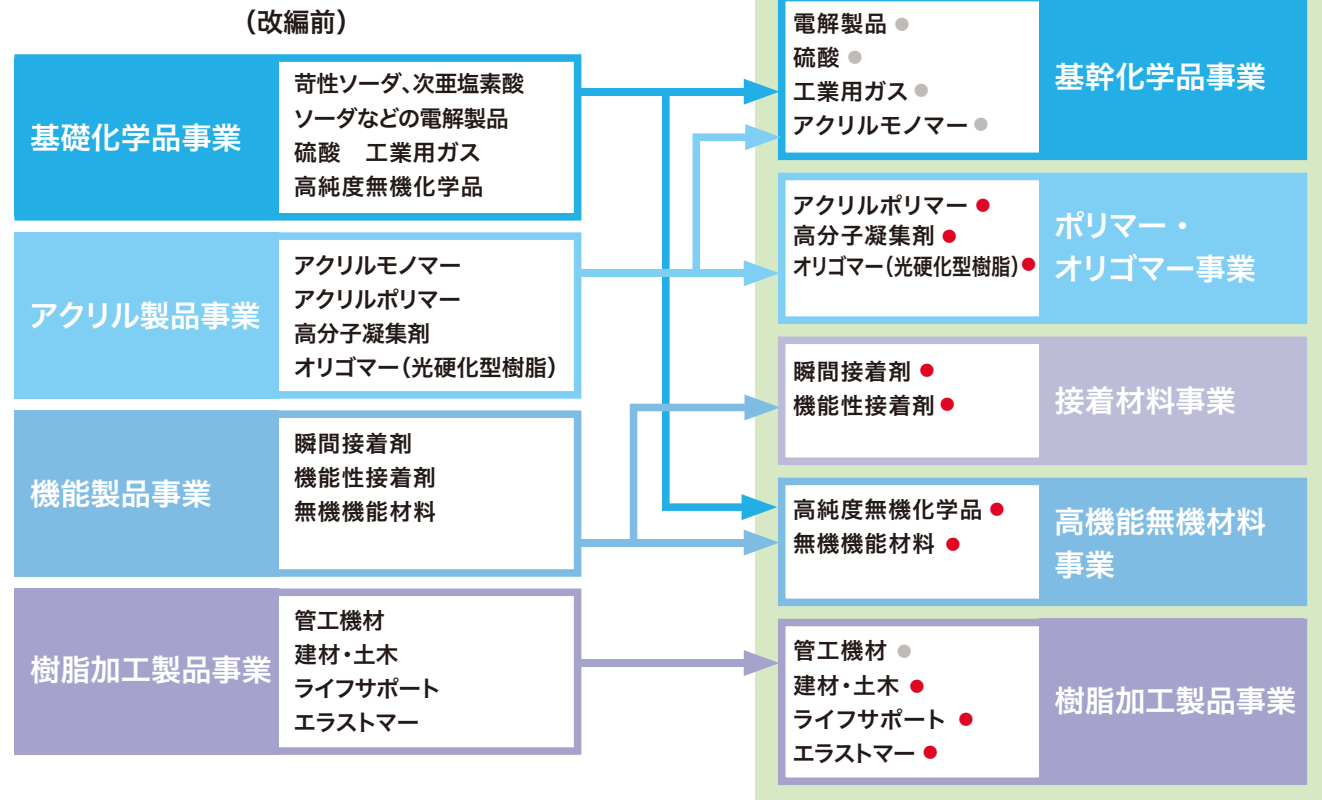 (改編前)
基礎化学品事業
苛性ソーダ、次亜塩素酸
ソーダなどの電解製品
硫酸　工業用ガス
高純度無機化学品
アクリル製品事業
アクリルモノマー
アクリルポリマー
高分子凝集剤
オリゴマー(光硬化型樹脂)
機能製品事業
瞬間接着剤
機能性接着剤
無機機能材料
樹脂加工製品事業
管工機材
建材・土木
ライフサポート
エラストマー
電解製品 ●
硫酸 ●
工業用ガス ●
アクリルモノマー ●
基幹化学品事業
アクリルポリマー ●
高分子凝集剤 ●
オリゴマー(光硬化型樹脂) ●
ポリマー・
オリゴマー事業
瞬間接着剤 ●
機能性接着剤 ●
接着材料事業
高純度無機化学品 ●
無機機能材料 ●
高機能無機材料
事業
管工機材 ●
建材・土木 ●
ライフサポート ●
エラストマー ●
樹脂加工製品事業